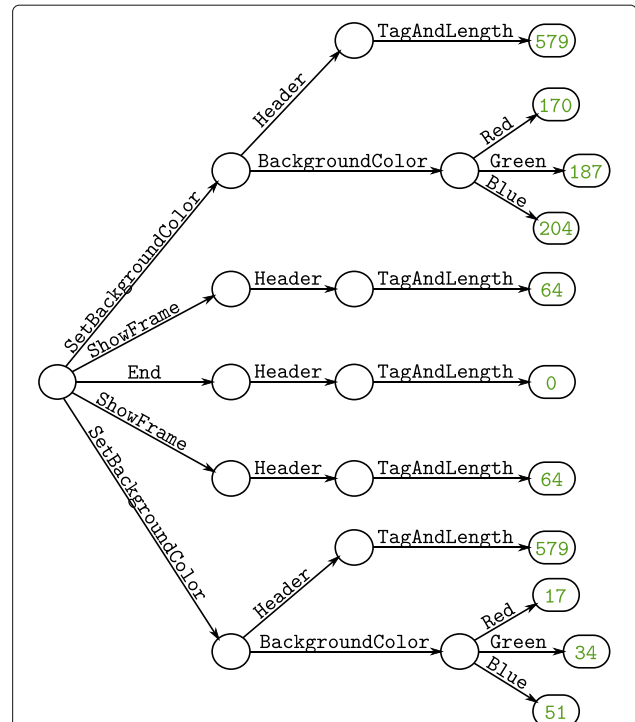 TagAndLength 579
Header
Red 170
BackgroundColor Green 187
Blue 204
SetBackgroundColor
ShowFrame Header TagAndLength 64
End Header TagAndLength 0
ShowFrame Header TagAndLength 64
SetBackgroundColor
TagAndLength 579
Header
Red 17
BackgroundColor Green 34
Blue 51